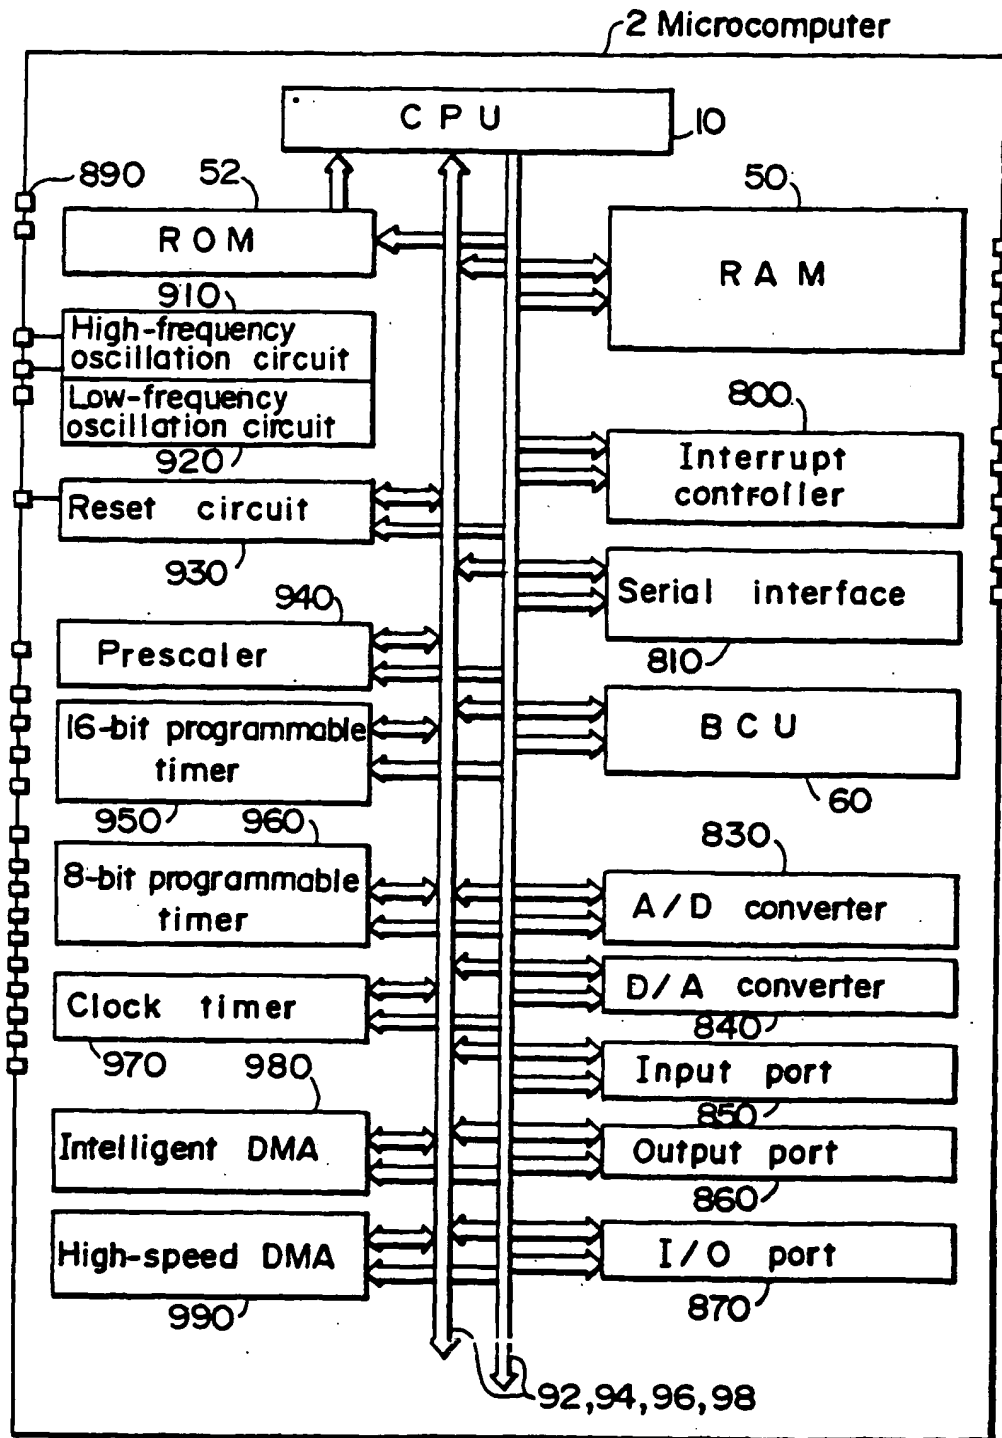 2 Microcomputer
CPU
10
890
52
50
ROM
RAM
910
High-frequency
oscillation circuit
Low-frequency
oscillation circuit
920
800
Interrupt
controller
Reset circuit
930
Serial interface
810
940
Prescaler
16-bit programmable
timer
950
BCU
60
960
8-bit programmable
timer
830
A/D converter
D/A converter
840
Clock timer
970
Input port
850
980
Intelligent DMA
Output port
860
High-speed DMA
990
I/O port
870
92, 94, 96, 98